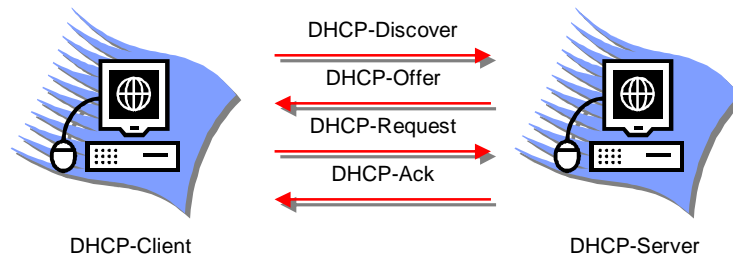 DHCP-Discover
DHCP-Offer
DHCP-Request
DHCP-Ack
DHCP-Client
DHCP-Server